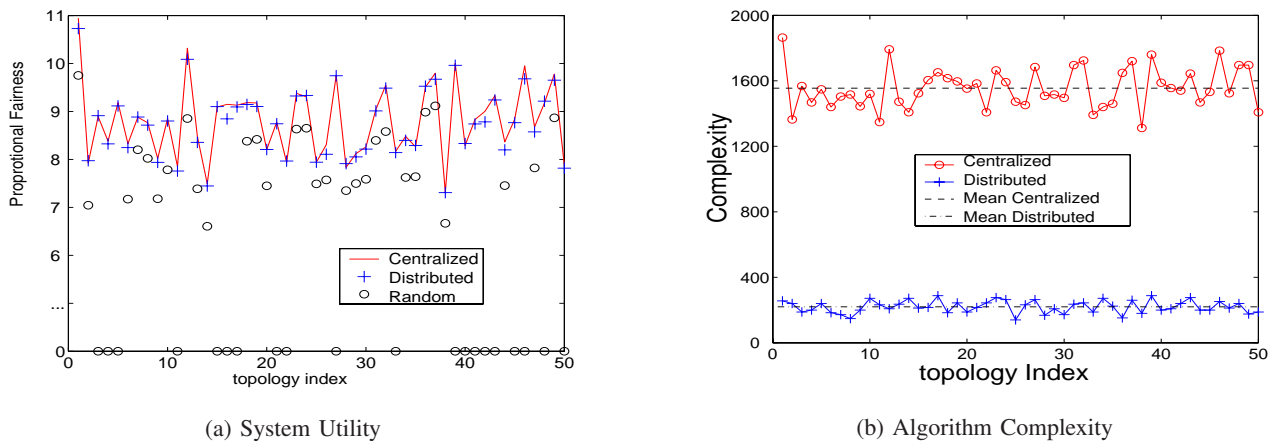 11
10
9
8
7
6
...
0
Proprotional Fairness
Centralized
Distributed
Random
0 10 20 30 40 50
topology index
(a) System Utility
2000
1600
1200
800
400
0
Complexity
Centralized
Distributed
Mean Centralized
Mean Distributed
0 10 20 30 40 50
topology Index
(b) Algorithm Complexity